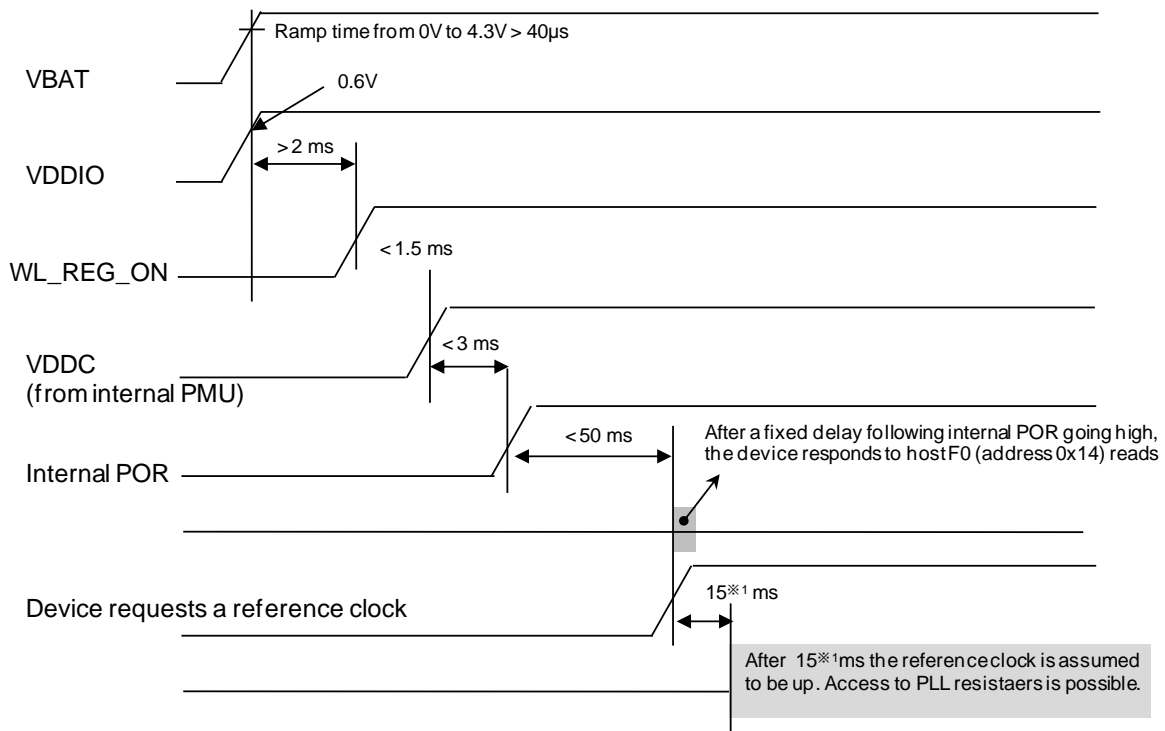 Ramp time from 0V to 4.3V > 40µs
VBAT
0.6V
>2 ms
VDDIO
<1.5 ms
WL_REG_ON
<3 ms
VDDC
(from internal PMU)
<50 ms
After a fixed delay following internal POR going high,
the device responds to host F0 (address 0x14) reads
Internal POR
15※1 ms
Device requests a reference clock
After 15※1ms the reference clock is assumed
to be up. Access to PLL resistaers is possible.